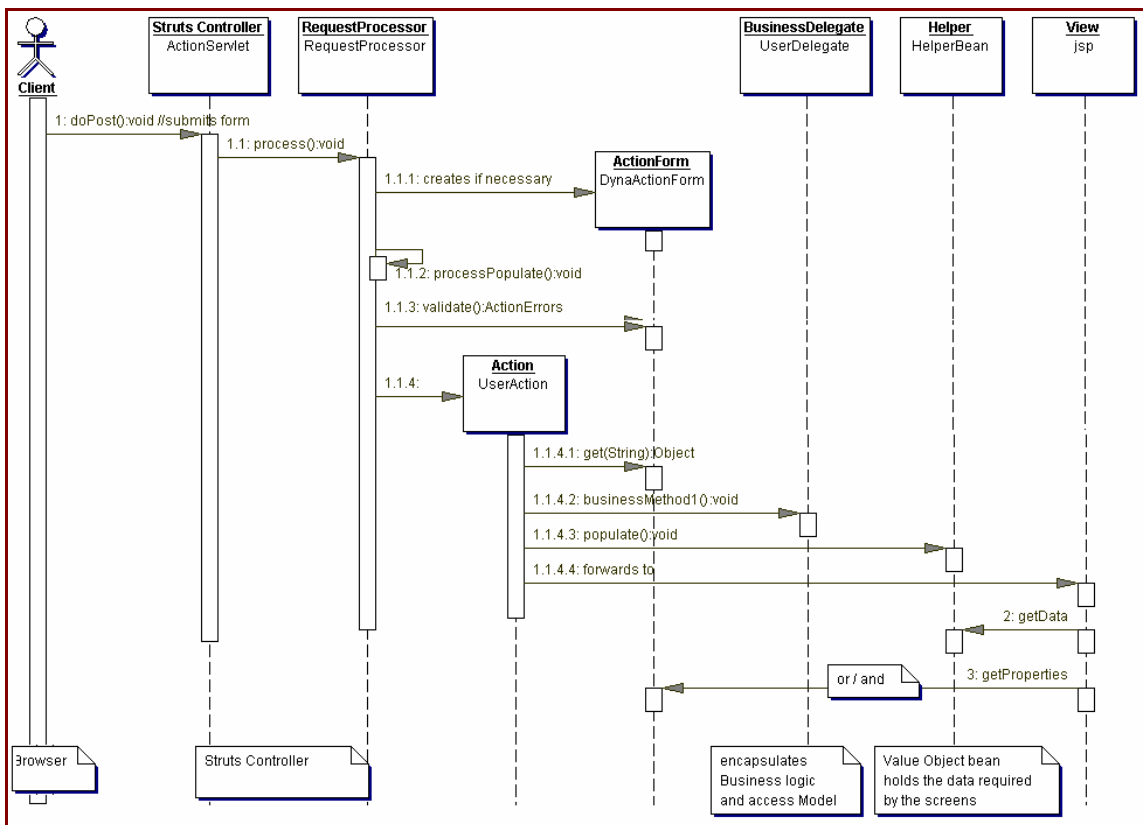 Struts Controller
ActionServlet
RequestProcessor
RequestProcessor
BusinessDelegate
UserDelegate
Helper
HelperBean
View
jsp
Client
1: doPost():void //submits form
1.1: process():void
ActionForm
DynaActionForm
1.1.1: creates if necessary
1.1.2: processPopulate():void
1.1.3: validate():ActionErrors
Action
UserAction
1.1.4:
1.1.4.1: get(String):Object
1.1.4.2: businessMethod1():void
1.1.4.3: populate():void
1.1.4.4: forwards to
2: getData
or / and
3: getProperties
Browser
Struts Controller
encapsulates
Business logic
and access Model
Value Object bean
holds the data required
by the screens